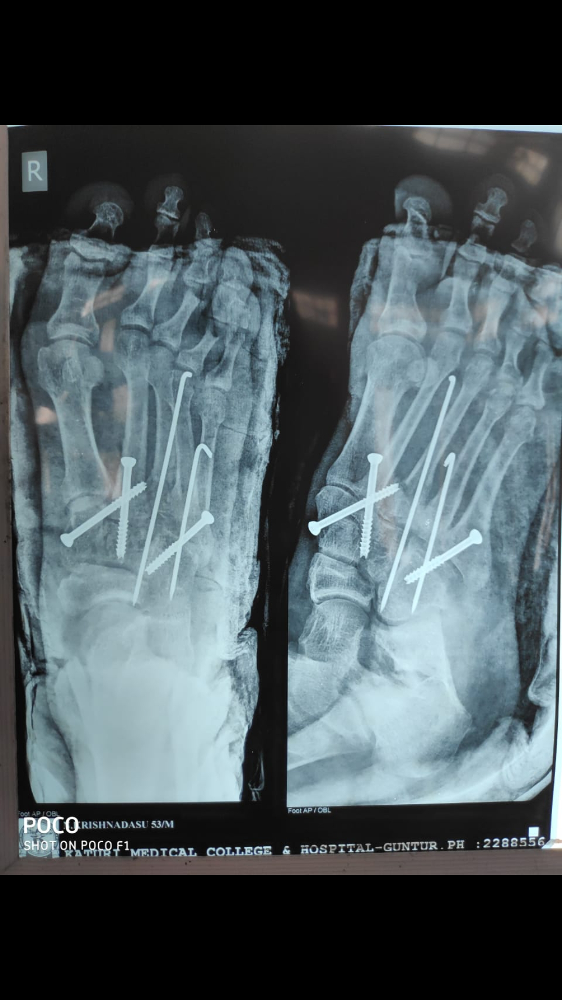 R
Foot AP / OBL
Foot AP / OBL
KRISHNADASU 53/M
POCO
SHOT ON POCO F1
KATURI MEDICAL COLLEGE & HOSPITAL-GUNTUR.PH :2288556